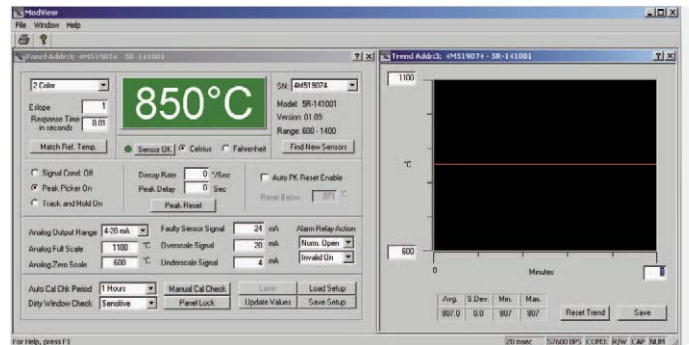 ModView
File Window Help
Panel Addr:3; 4M519074 - SR-141001
2 Color
Eslope 1
Response Time in seconds 0.01
Match Rel. Temp.
850°C
Sensor OK Celsius Fahrenheit
SN: 4M519074
Model: SR-141001
Version: 01.09
Range: 600 - 1400
Find New Sensors
Signal Cond. Off
Peak Picker On
Track and Hold On
Decay Rate 0 °/Sec
Peak Delay 0 Sec
Peak Reset
Auto PK Reset Enable
Reset Below 871 °C
Analog Output Range 4-20 mA
Analog Full Scale 1100 °C
Analog Zero Scale 600 °C
Faulty Sensor Signal 24 mA
Overscale Signal 20 mA
Underscale Signal 4 mA
Alarm Relay Action
Norm. Open
Invalid On
Auto Cal Chk Period 1 Hours
Dirty Window Check Sensitive
Manual Cal Check
Panel Lock
Laser
Update Values
Load Setup
Save Setup
Trend Addr:3; 4M519074 - SR-141001
1100
°C
600
0 Minutes 1
Avg. S.Dev. Min. Max.
807.0 0.0 807 807
Reset Trend Save
For Help, press F1
20 msec 57600 BPS COM3: R/W CAP NUM